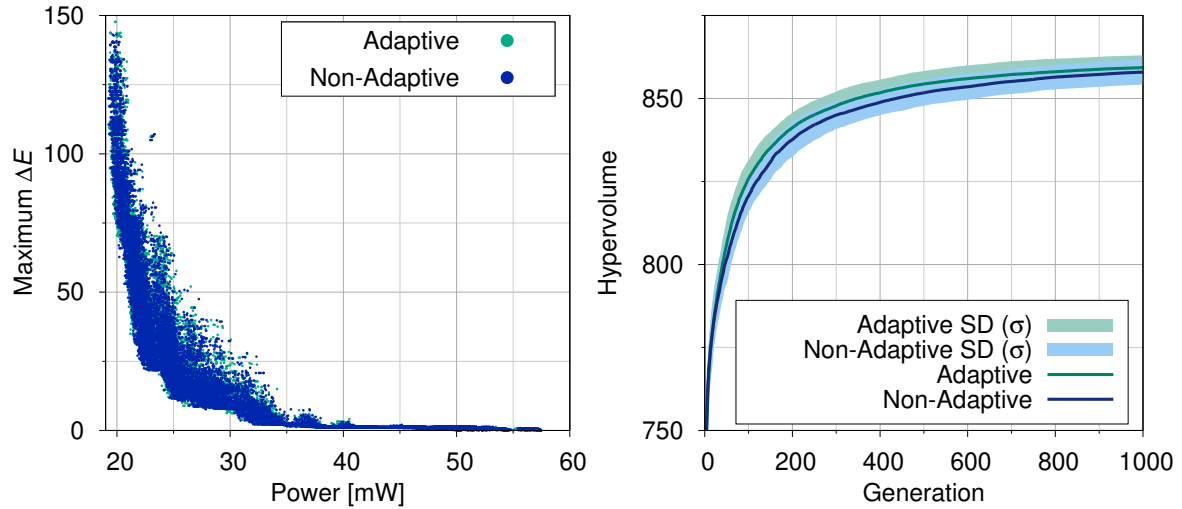 150
100
50
0
Maximum ΔE
Adaptive
Non-Adaptive
20 30 40 50 60
Power [mW]
850
800
750
Hypervolume
Adaptive SD (σ)
Non-Adaptive SD (σ)
Adaptive
Non-Adaptive
0 200 400 600 800 1000
Generation